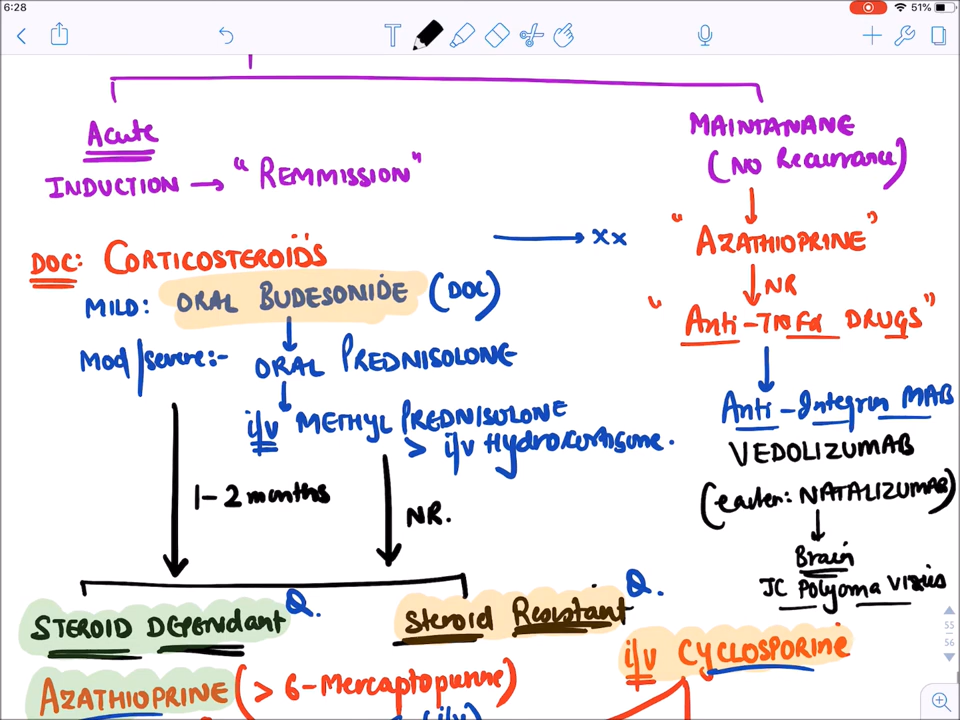 6:28
51%
T
Acute
INDUCTION → "REMMISSION"
MAINTANANE
(NO Recurrance)
DOC: CORTICOSTEROIDS
→ xx
"AZATHIOPRINE"
MILD: ORAL BUDESONIDE (DOC)
NR
"Anti-TNFα DRUGS"
Mod/severe:- ORAL PREDNISOLONE
i/v METHYL PREDNISOLONE
> i/v Hydrocortisone.
Anti-Integrin MAB
VEDOLIZUMAB
(earlier: NATALIZUMAB)
1-2 months
NR.
Brain
JC Polyoma Virus
STEROID DEPENDANT Q.
Steroid Resistant Q.
i/v CYCLOSPORINE
AZATHIOPRINE (> 6-Mercaptopurine)
(i/v)
55
56